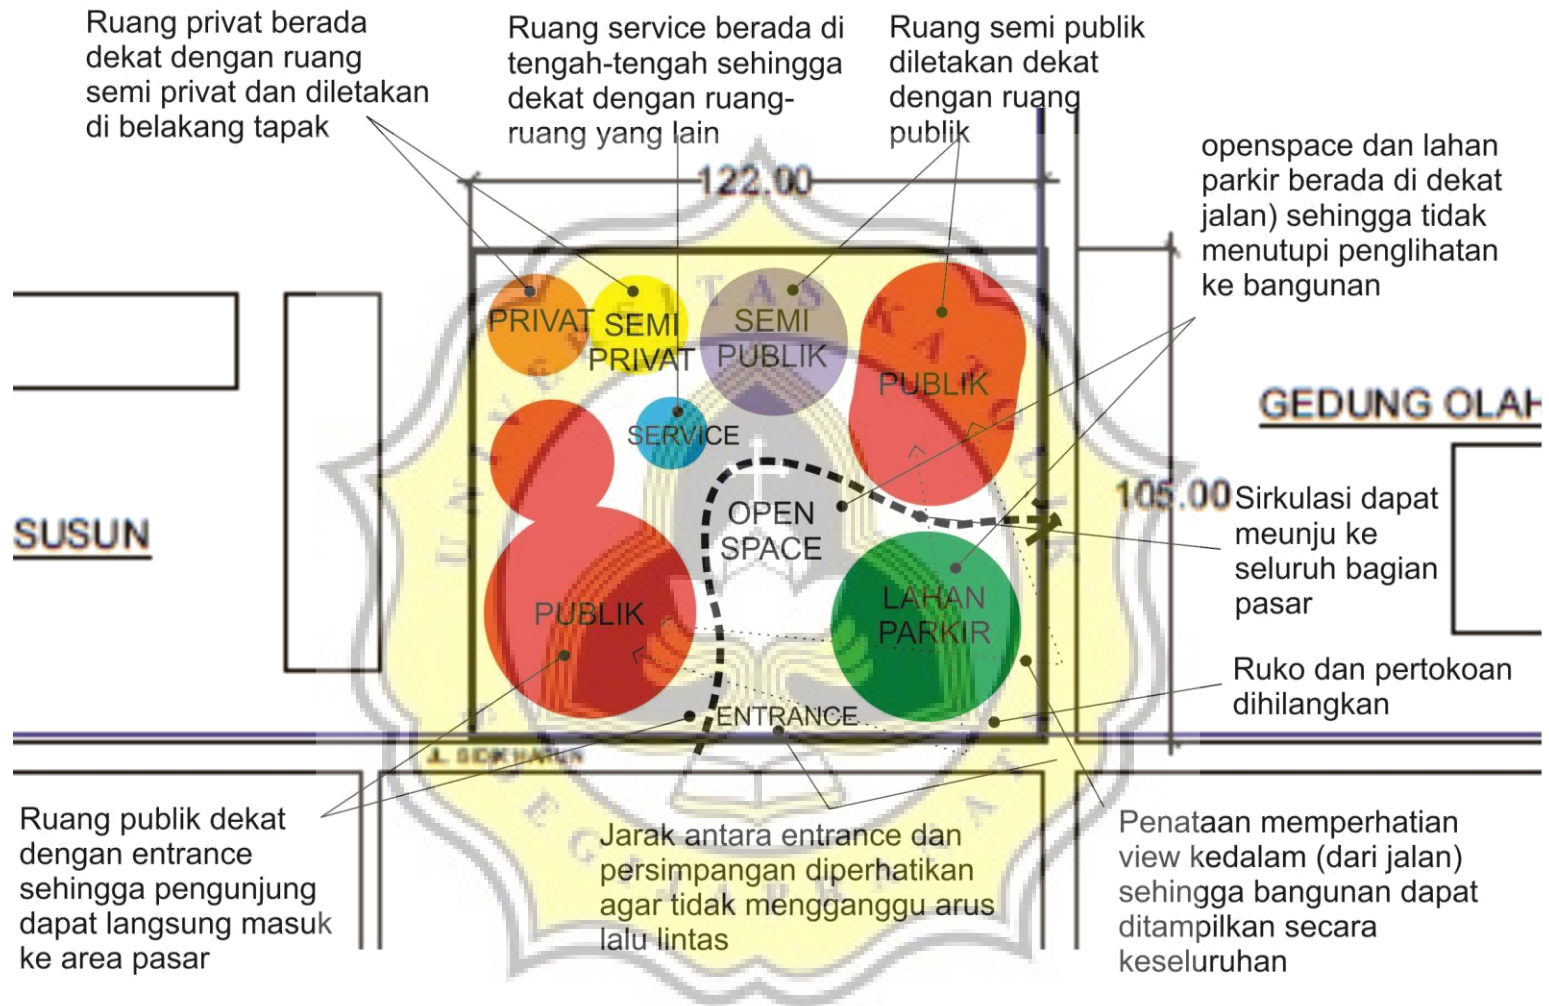 Ruang privat berada
dekat dengan ruang
semi privat dan diletakan
di belakang tapak
Ruang service berada di
tengah-tengah sehingga
dekat dengan ruang-
ruang yang lain
Ruang semi publik
diletakan dekat
dengan ruang
publik
openspace dan lahan
parkir berada di dekat
jalan) sehingga tidak
menutupi penglihatan
ke bangunan
122.00
PRIVAT
SEMI
PRIVAT
SEMI
PUBLIK
PUBLIK
SERVICE
GEDUNG OLAH
105.00
OPEN
SPACE
SUSUN
Sirkulasi dapat
meunju ke
seluruh bagian
pasar
PUBLIK
LAHAN
PARKIR
Ruko dan pertokoan
dihilangkan
ENTRANCE
Ruang publik dekat
dengan entrance
sehingga pengunjung
dapat langsung masuk
ke area pasar
Jarak antara entrance dan
persimpangan diperhatikan
agar tidak mengganggu arus
lalu lintas
Penataan memperhatian
view kedalam (dari jalan)
sehingga bangunan dapat
ditampilkan secara
keseluruhan